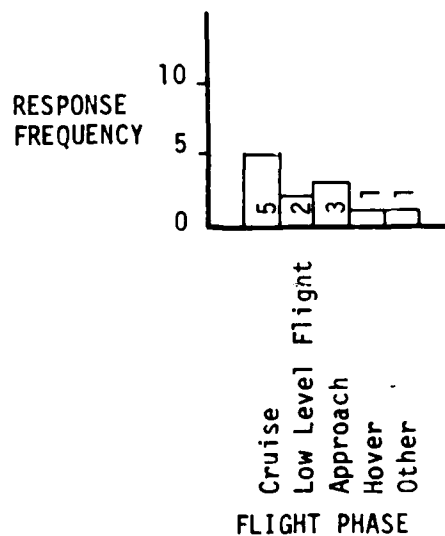 10
RESPONSE
FREQUENCY
5
0
5
2
3
1
1
Cruise
Low Level Flight
Approach
Hover
Other
FLIGHT PHASE